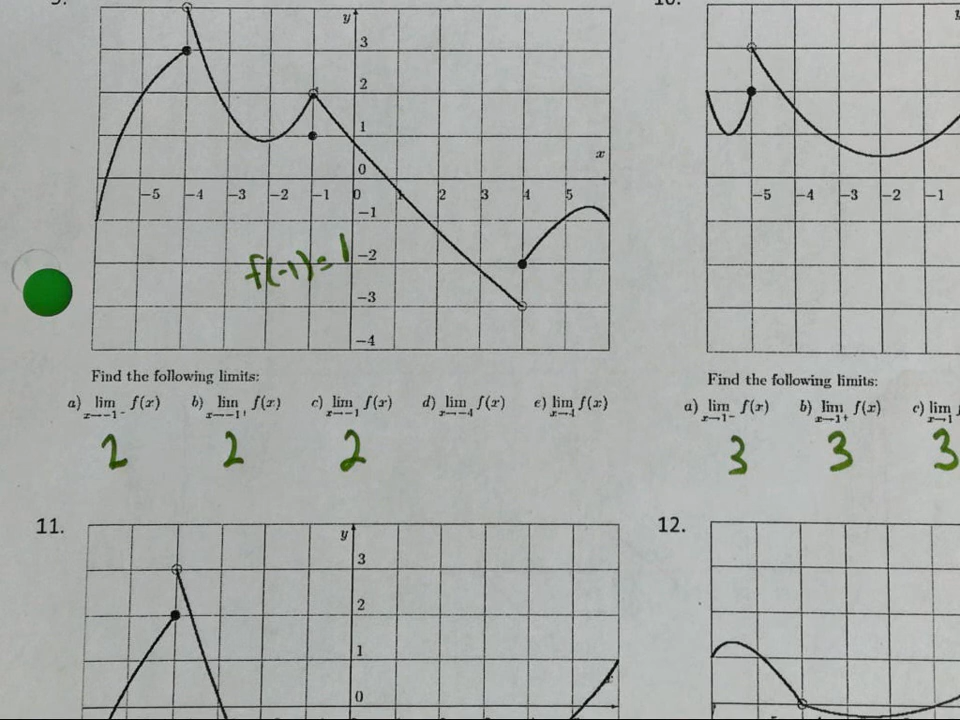 10.
y
3
2
1
x
0
-5 -4 -3 -2 -1 0 1 2 3 4 5
-1
-2
-3
-4
f(-1)=1
-5 -4 -3 -2 -1
Find the following limits:
a) lim x→-1⁻ f(x) b) lim x→-1⁺ f(x) c) lim x→-1 f(x) d) lim x→-4 f(x) e) lim x→4 f(x)
2 2 2
Find the following limits:
a) lim x→1⁻ f(x) b) lim x→1⁺ f(x) c) lim x→1
3 3 3
11.
y
3
2
1
0
12.